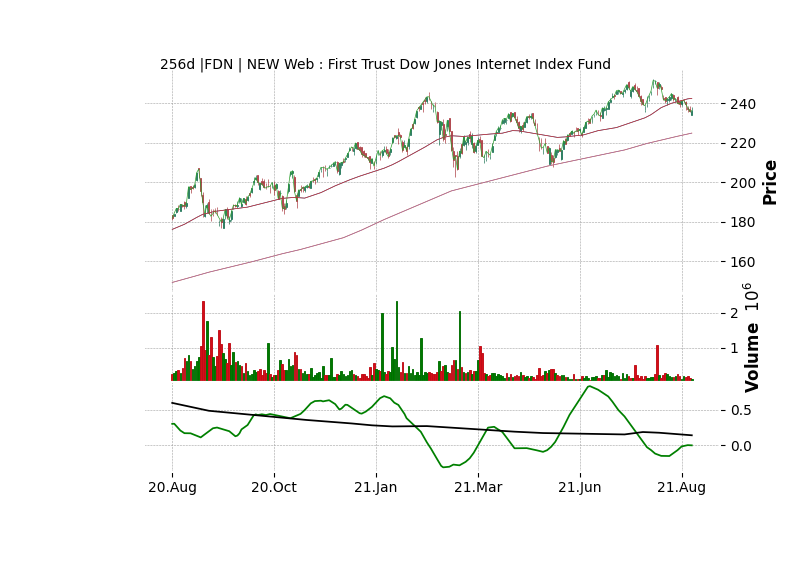 256d |FDN | NEW Web : First Trust Dow Jones Internet Index Fund
240
220
200
180
160
Price
2
1
Volume 10^6
0.5
0.0
20.Aug 20.Oct 21.Jan 21.Mar 21.Jun 21.Aug